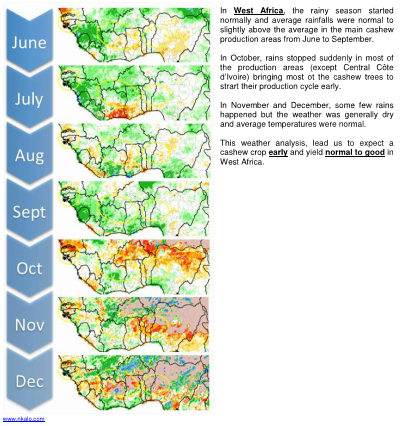 June
July
Aug
Sept
Oct
Nov
Dec
In West Africa, the rainy season started
normally and average rainfalls were normal to
slightly above the average in the main cashew
production areas from June to September.
In October, rains stopped suddenly in most of
the production areas (except Central Côte
d'Ivoire) bringing most ot the cashew trees to
strart their production cycle early.
In November and December, some few rains
happened but the weather was generally dry
and average temperatures were normal.
This weather analysis, lead us to expect a
cashew crop early and yield normal to good in
West Africa.
www.nkalo.com